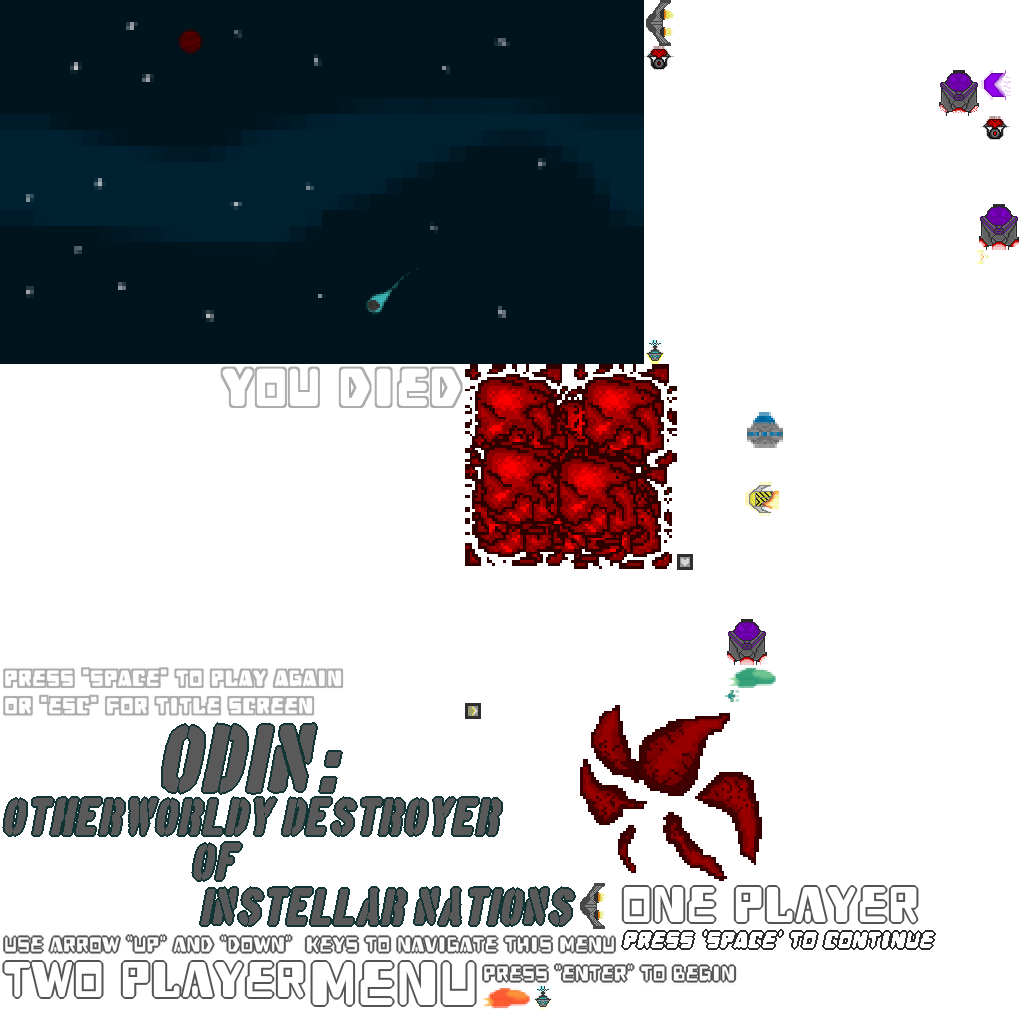 YOU DIED
PRESS "SPACE" TO PLAY AGAIN
OR "ESC" FOR TITLE SCREEN
ODIN:
OTHERWORLDY DESTROYER
OF
INSTELLAR NATIONS
ONE PLAYER
PRESS 'SPACE' TO CONTINUE
USE ARROW "UP" AND "DOWN" KEYS TO NAVIGATE THIS MENU
TWO PLAYER
MENU
PRESS "ENTER" TO BEGIN